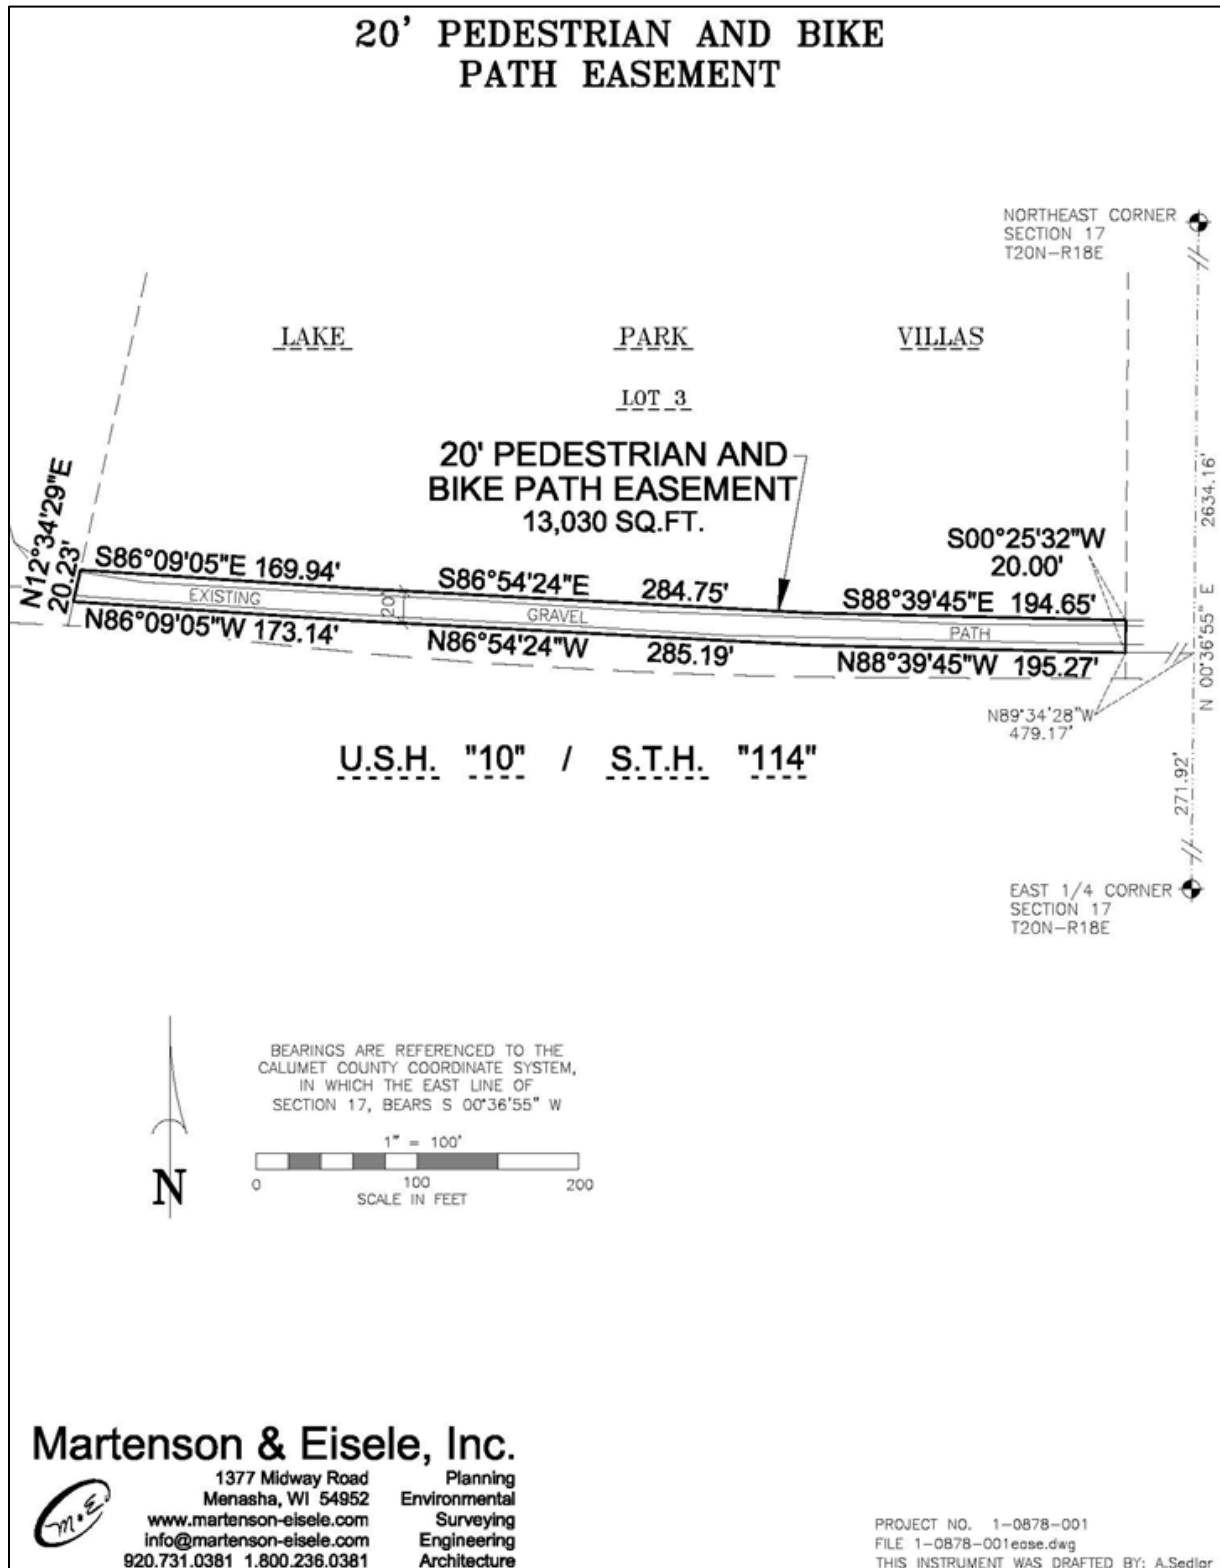 20' PEDESTRIAN AND BIKE
PATH EASEMENT
NORTHEAST CORNER
SECTION 17
T20N-R18E
LAKE PARK VILLAS
LOT 3
20' PEDESTRIAN AND
BIKE PATH EASEMENT
13,030 SQ.FT.
2634.16'
N12°34'29"E
20.23'
S00°25'32"W
20.00'
S86°09'05"E 169.94'
S86°54'24"E 284.75'
S88°39'45"E 194.65'
EXISTING
20'
GRAVEL
PATH
N86°09'05"W 173.14'
N86°54'24"W 285.19'
N88°39'45"W 195.27'
N 00°36'55" E
N89°34'28"W
479.17'
U.S.H. "10" / S.T.H. "114"
271.92'
EAST 1/4 CORNER
SECTION 17
T20N-R18E
BEARINGS ARE REFERENCED TO THE
CALUMET COUNTY COORDINATE SYSTEM,
IN WHICH THE EAST LINE OF
SECTION 17, BEARS S 00°36'55" W
1" = 100'
0 100 200
SCALE IN FEET
N
Martenson & Eisele, Inc.
M.E
1377 Midway Road Planning
Menasha, WI 54952 Environmental
www.martenson-eisele.com Surveying
info@martenson-eisele.com Engineering
920.731.0381 1.800.236.0381 Architecture
PROJECT NO. 1-0878-001
FILE 1-0878-001ease.dwg
THIS INSTRUMENT WAS DRAFTED BY: A.Sedlar